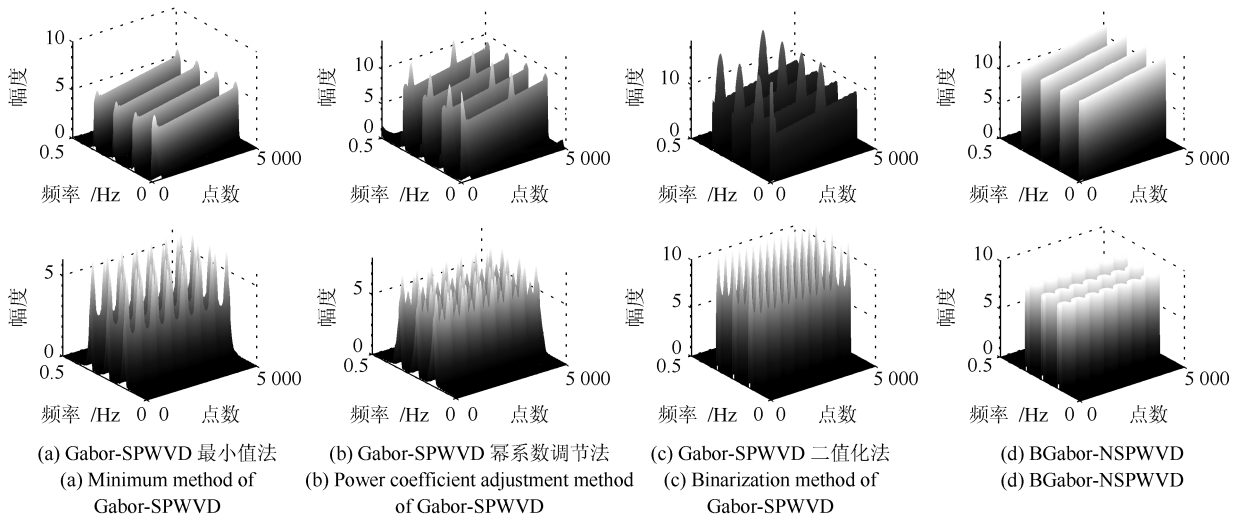 10
5
0
0.5
幅度
频率 /Hz
0 0
点数
5 000
10
5
0
0.5
幅度
频率 /Hz
0 0
点数
5 000
10
0
0.5
幅度
频率 /Hz
0 0
点数
5 000
10
5
0
0.5
幅度
频率 /Hz
0 0
点数
5 000
5
0
0.5
幅度
频率 /Hz
0 0
点数
5 000
5
0
0.5
幅度
频率 /Hz
0 0
点数
5 000
10
5
0
0.5
幅度
频率 /Hz
0 0
点数
5 000
10
5
0
0.5
幅度
频率 /Hz
0 0
点数
5 000
(a) Gabor-SPWVD 最小值法
(a) Minimum method of
Gabor-SPWVD
(b) Gabor-SPWVD 幂系数调节法
(b) Power coefficient adjustment method
of Gabor-SPWVD
(c) Gabor-SPWVD 二值化法
(c) Binarization method of
Gabor-SPWVD
(d) BGabor-NSPWVD
(d) BGabor-NSPWVD